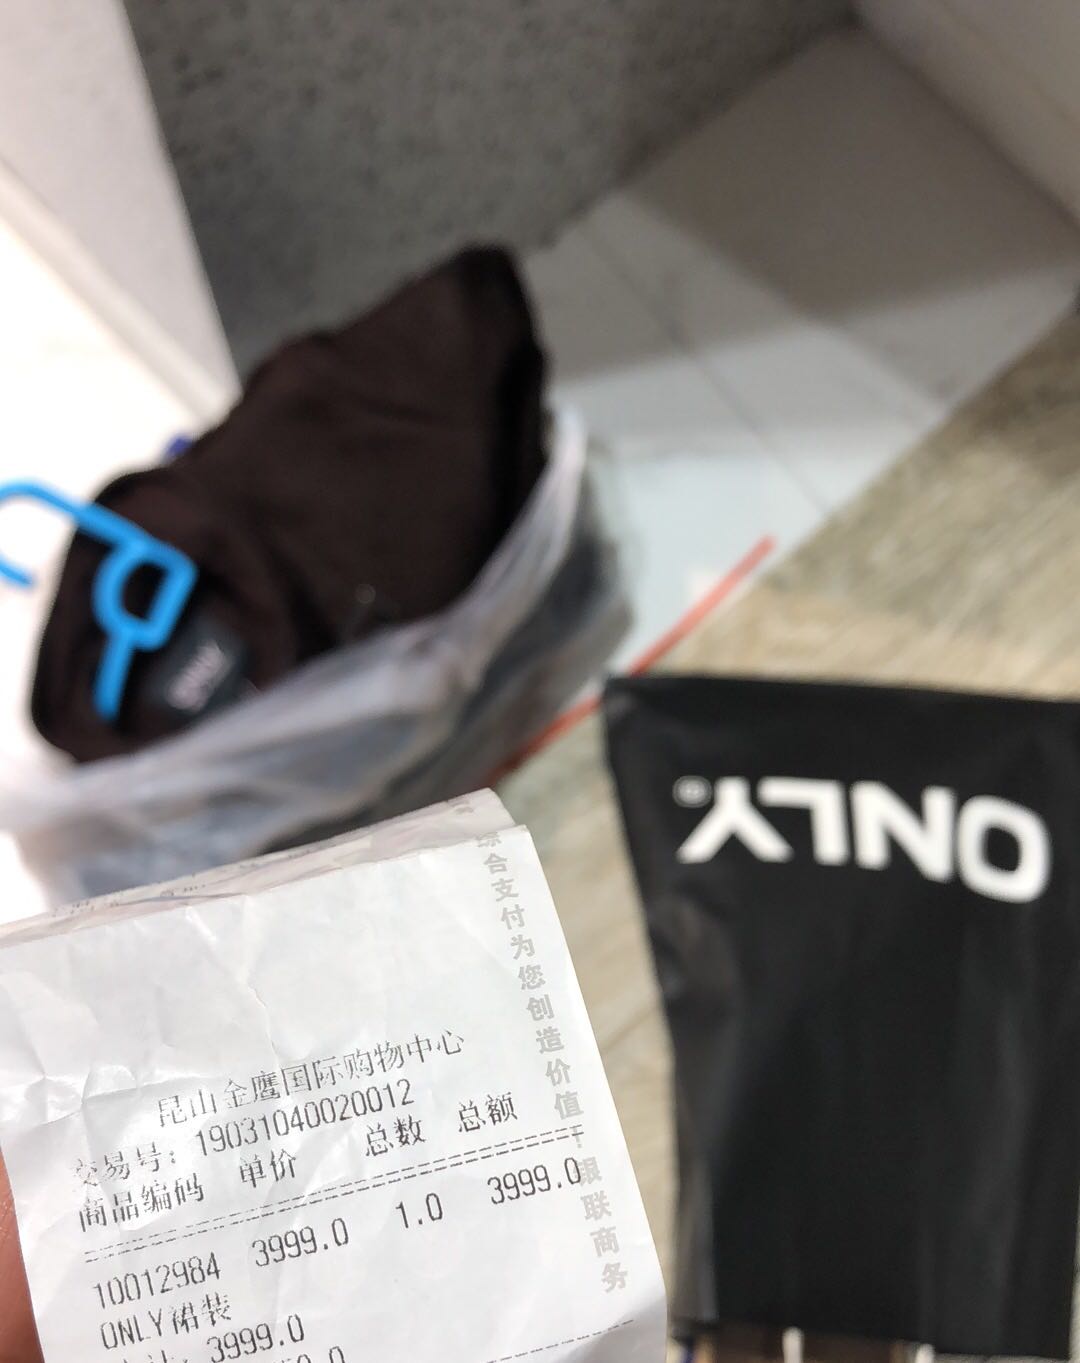 ONLY
ONLY®
综合支付为您创造价值!银联商务
昆山金鹰国际购物中心
交易号: 19031040020012
商品编码 单价 总数 总额
10012984 3999.0 1.0 3999.0
ONLY裙装
3999.0